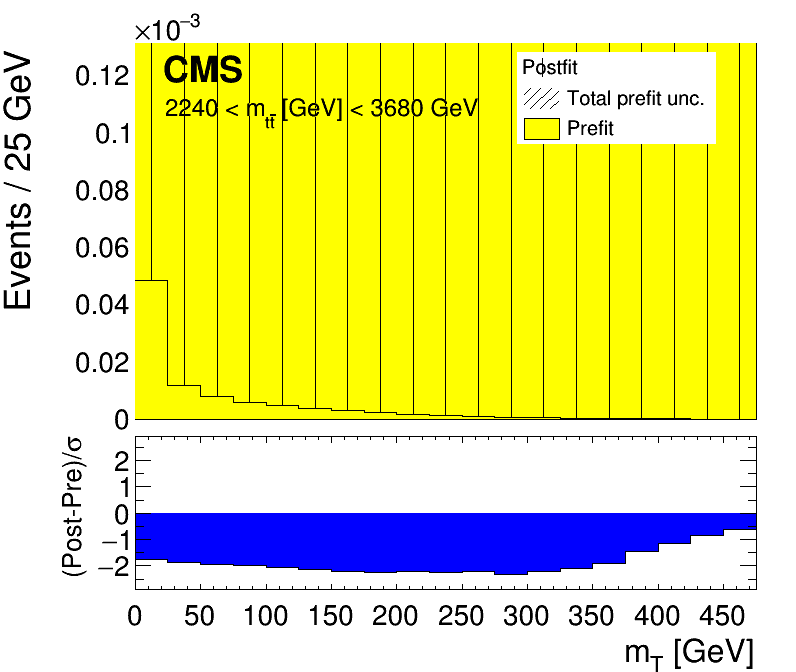 ×10⁻³
CMS
2240 < m_tt̄ [GeV] < 3680 GeV
Postfit
Total prefit unc.
Prefit
Events / 25 GeV
0.12
0.1
0.08
0.06
0.04
0.02
0
(Post-Pre)/σ
2
1
0
−1
−2
0 50 100 150 200 250 300 350 400 450
m_T [GeV]